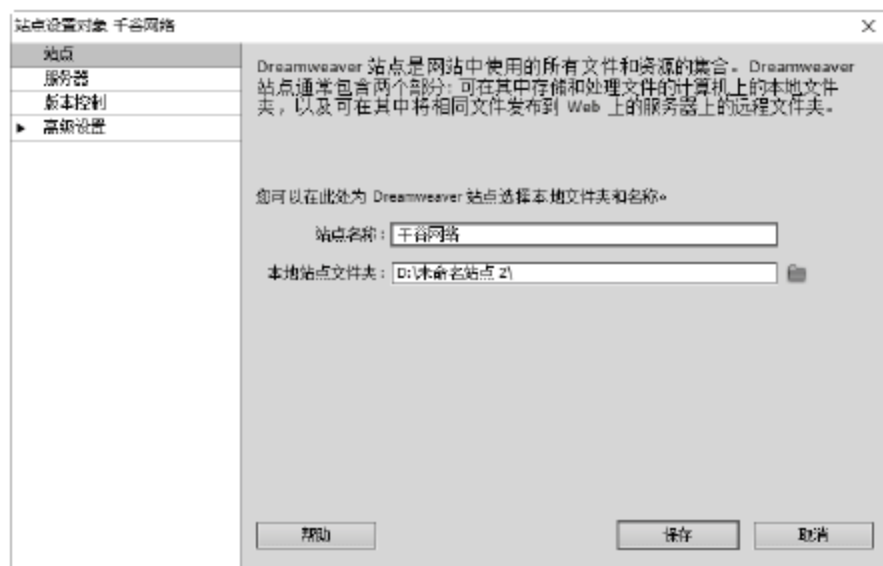 站点设置对象 千谷网络
站点
服务器
版本控制
高级设置
Dreamweaver 站点是网站中使用的所有文件和资源的集合。Dreamweaver
站点通常包含两个部分: 可在其中存储和处理文件的计算机上的本地文件
夹，以及可在其中将相同文件发布到 Web 上的服务器上的远程文件夹。
您可以在此处为 Dreamweaver 站点选择本地文件夹和名称。
站点名称: 千谷网络
本地站点文件夹: D:\未命名站点 2\
帮助
保存
取消